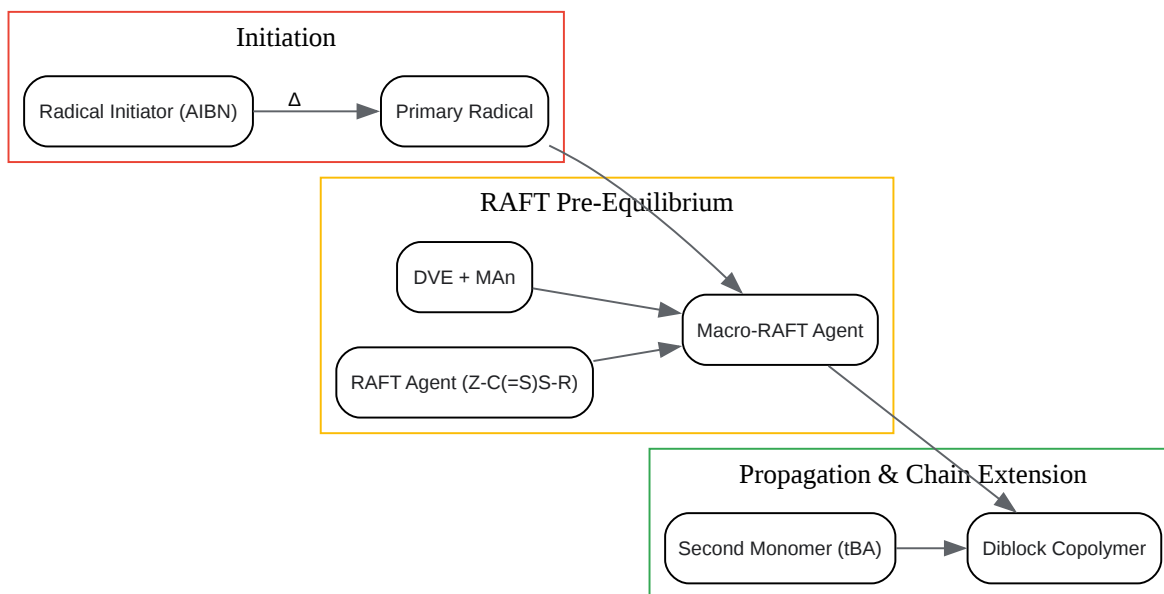 Initiation
Radical Initiator (AIBN)
Δ
Primary Radical
RAFT Pre-Equilibrium
DVE + MAn
Macro-RAFT Agent
RAFT Agent (Z-C(=S)S-R)
Propagation & Chain Extension
Second Monomer (tBA)
Diblock Copolymer